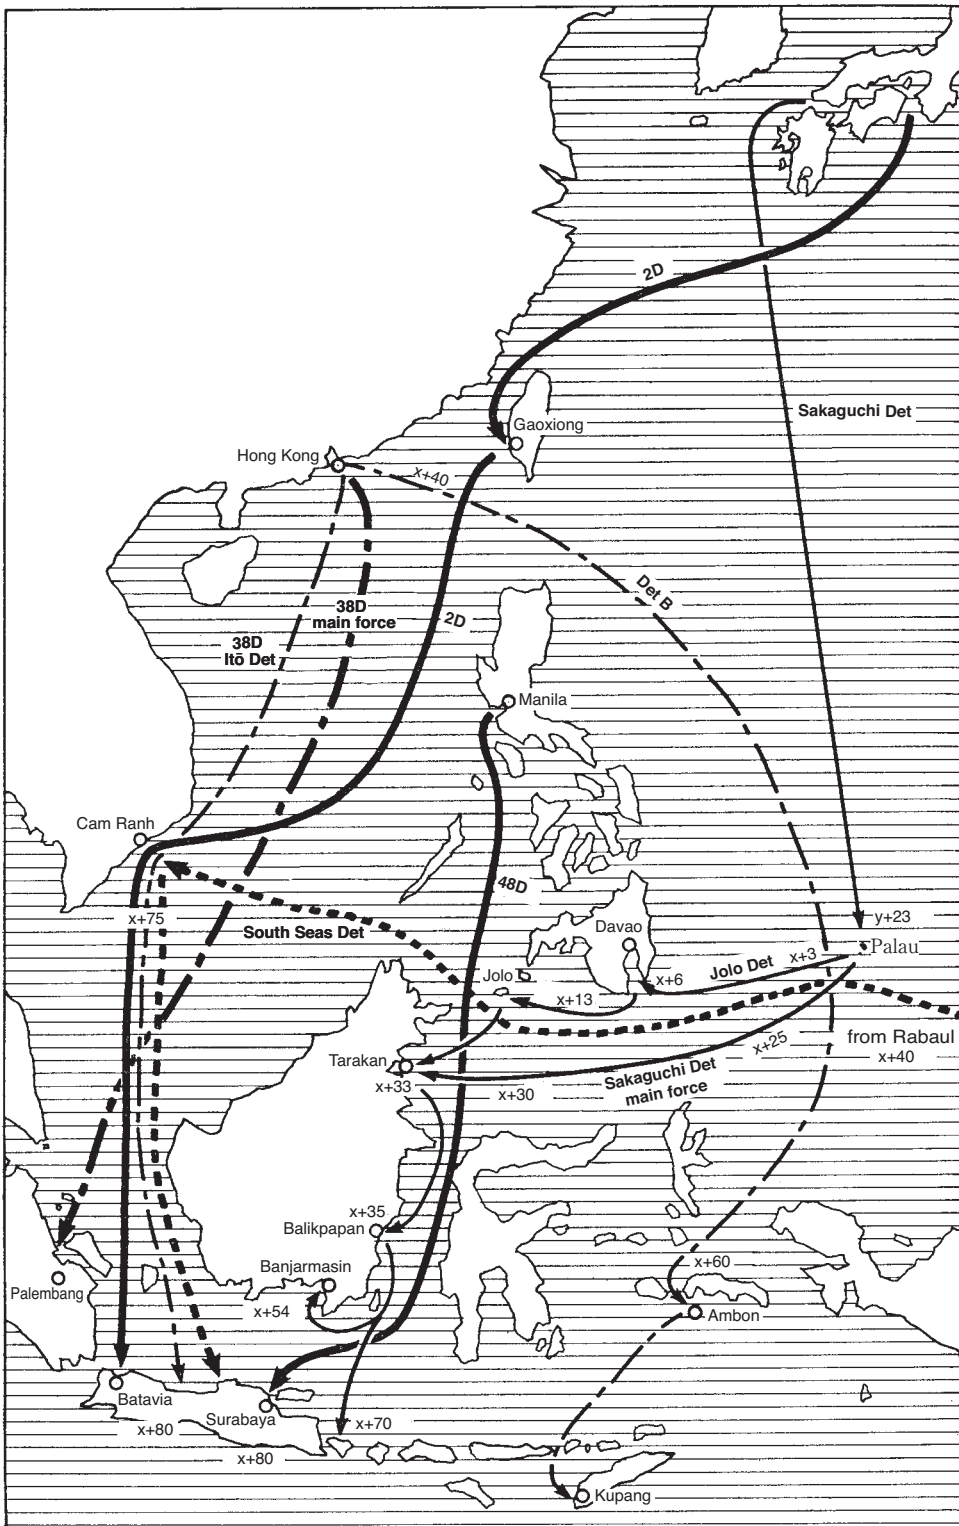 2D
Sakaguchi Det
Gaoxiong
Hong Kong
x+40
Det B
38D
main force
2D
38D
Itō Det
Manila
Cam Ranh
48D
x+75
South Seas Det
Davao
y+23
Palau
Jolo Det
x+3
Jolo
x+6
x+13
from Rabaul
x+40
x+25
Tarakan
x+33
Sakaguchi Det
main force
x+30
x+35
Balikpapan
Banjarmasin
x+54
x+60
Palembang
Ambon
Batavia
x+80
Surabaya
x+70
x+80
Kupang